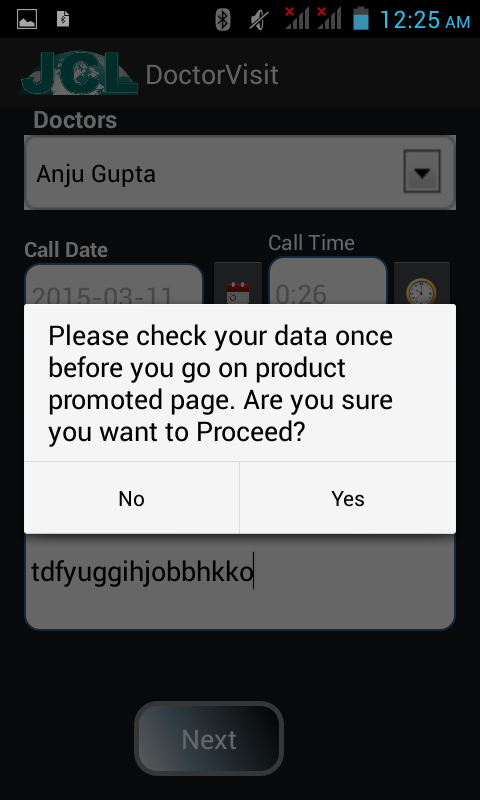 12:25 AM
JCL DoctorVisit
Doctors
Anju Gupta
Call Date
Call Time
2015-03-11
0:26
Please check your data once
before you go on product
promoted page. Are you sure
you want to Proceed?
No
Yes
tdfyuggihjobbhkko
Next